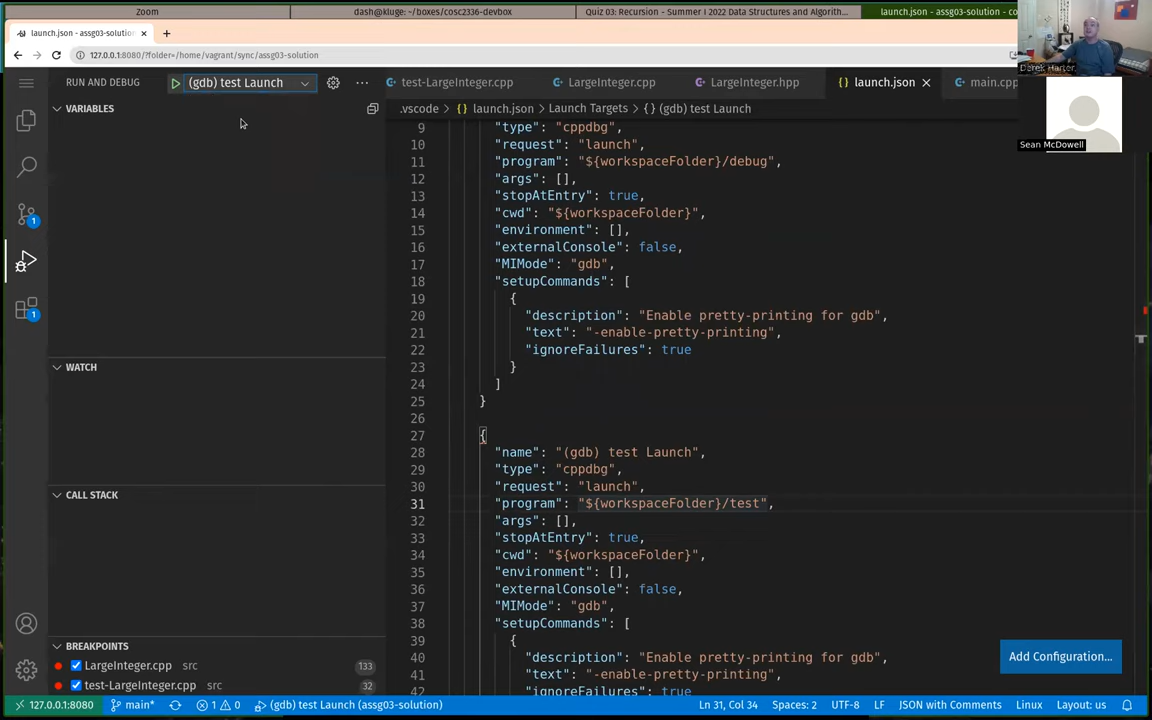 Zoom
dash@kluge: ~/boxes/cosc2336-devbox
Quiz 03: Recursion - Summer I 2022 Data Structures and Algorith...
launch.json - assg03-solution - co
launch.json - assg03-solution ·
127.0.0.1:8080/?folder=/home/vagrant/sync/assg03-solution
Derek Harter
Sean McDowell
RUN AND DEBUG
(gdb) test Launch
test-LargeInteger.cpp
LargeInteger.cpp
LargeInteger.hpp
launch.json
main.cpp
VARIABLES
.vscode > {} launch.json > Launch Targets > {} (gdb) test Launch
9 "type": "cppdbg",
10 "request": "launch",
11 "program": "${workspaceFolder}/debug",
12 "args": [],
13 "stopAtEntry": true,
14 "cwd": "${workspaceFolder}",
15 "environment": [],
16 "externalConsole": false,
17 "MIMode": "gdb",
18 "setupCommands": [
19 {
20 "description": "Enable pretty-printing for gdb",
21 "text": "-enable-pretty-printing",
22 "ignoreFailures": true
23 }
24 ]
25 }
26
27 {
28 "name": "(gdb) test Launch",
29 "type": "cppdbg",
30 "request": "launch",
31 "program": "${workspaceFolder}/test",
32 "args": [],
33 "stopAtEntry": true,
34 "cwd": "${workspaceFolder}",
35 "environment": [],
36 "externalConsole": false,
37 "MIMode": "gdb",
38 "setupCommands": [
39 {
40 "description": "Enable pretty-printing for gdb",
41 "text": "-enable-pretty-printing",
42 "ignoreFailures": true
1
1
WATCH
CALL STACK
BREAKPOINTS
LargeInteger.cpp src 133
test-LargeInteger.cpp src 32
Add Configuration...
127.0.0.1:8080
main*
1
0
(gdb) test Launch (assg03-solution)
Ln 31, Col 34
Spaces: 2
UTF-8
LF
JSON with Comments
Linux
Layout: us